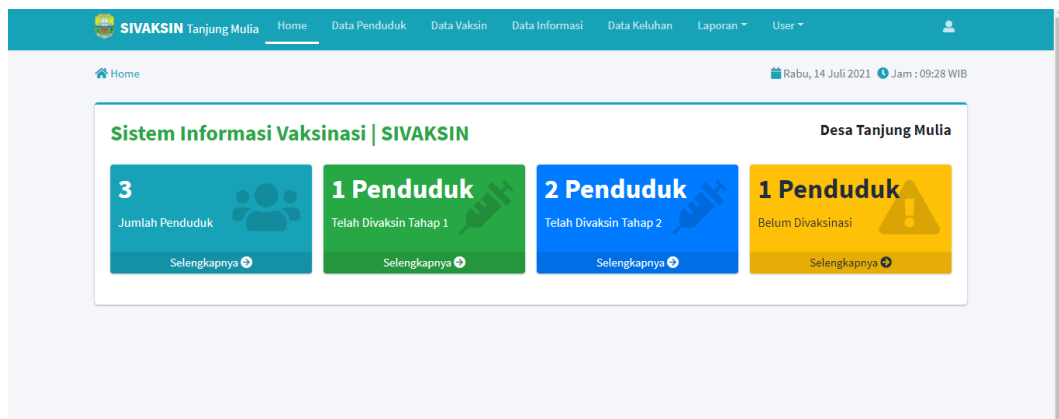 SIVAKSIN Tanjung Mulia Home Data Penduduk Data Vaksin Data Informasi Data Keluhan Laporan User
Home Rabu, 14 Juli 2021 Jam : 09:28 WIB
Sistem Informasi Vaksinasi | SIVAKSIN Desa Tanjung Mulia
3
Jumlah Penduduk
Selengkapnya
1 Penduduk
Telah Divaksin Tahap 1
Selengkapnya
2 Penduduk
Telah Divaksin Tahap 2
Selengkapnya
1 Penduduk
Belum Divaksinasi
Selengkapnya